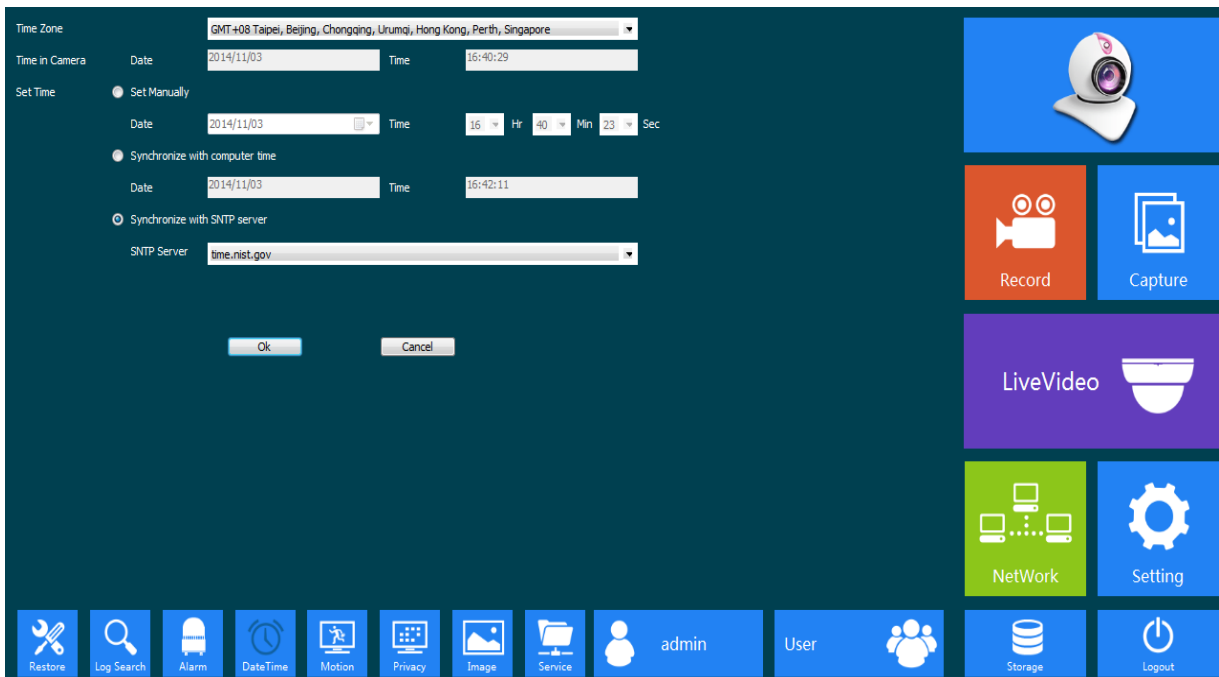 Time Zone GMT+08 Taipei, Beijing, Chongqing, Urumqi, Hong Kong, Perth, Singapore
Time in Camera Date 2014/11/03 Time 16:40:29
Set Time Set Manually
Date 2014/11/03 Time 16 Hr 40 Min 23 Sec
Synchronize with computer time
Date 2014/11/03 Time 16:42:11
Synchronize with SNTP server
SNTP Server time.nist.gov
Ok Cancel
Record Capture
LiveVideo
NetWork Setting
admin User
Restore Log Search Alarm DateTime Motion Privacy Image Service Storage Logout